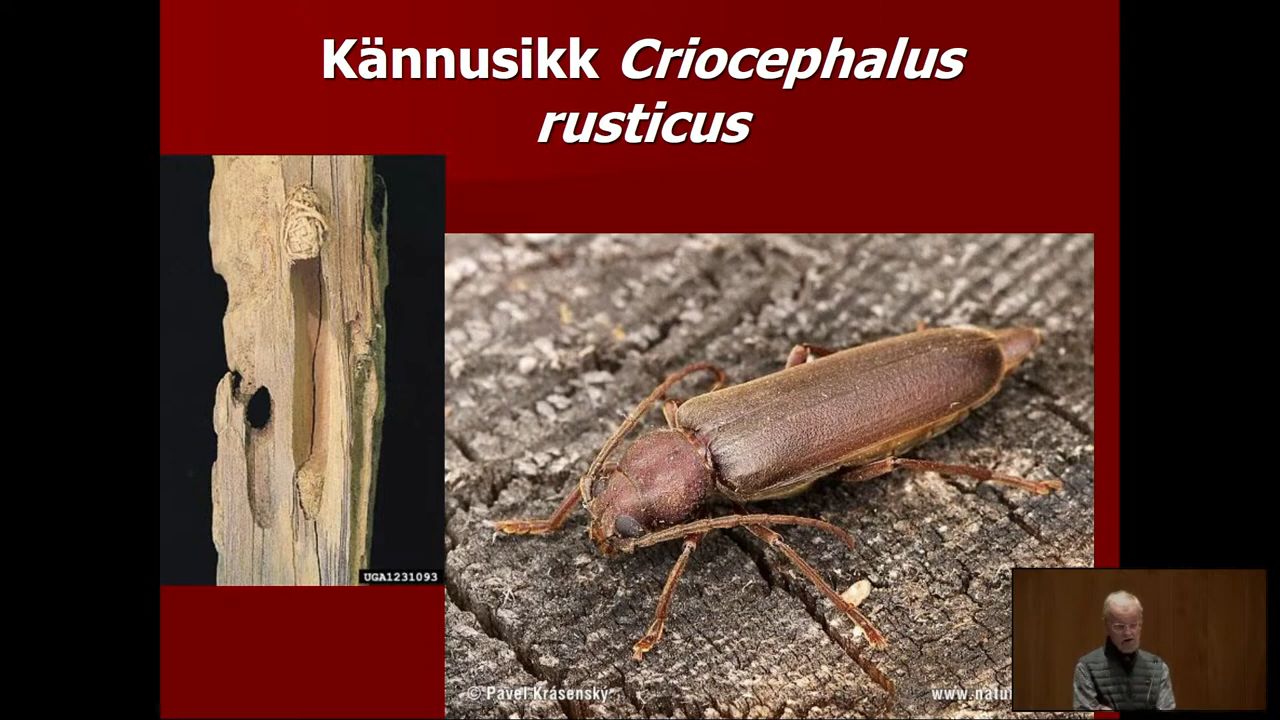 Kännusikk Criocephalus
rusticus
UGA1231093
© Pavel Krásenský
www.natu